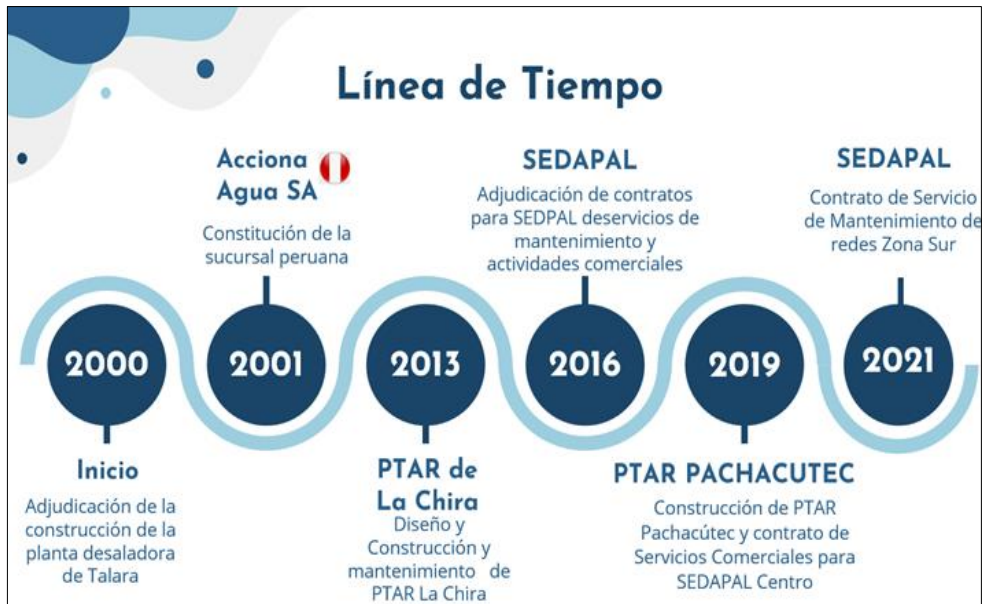 Línea de Tiempo
2000
Inicio
Adjudicación de la
construcción de la
planta desaladora
de Talara
Acciona
Agua SA
Constitución de la
sucursal peruana
2001
2013
PTAR de
La Chira
Diseño y
Construcción y
mantenimiento de
PTAR La Chira
SEDAPAL
Adjudicación de contratos
para SEDPAL deservicios de
mantenimiento y
actividades comerciales
2016
2019
PTAR PACHACUTEC
Construcción de PTAR
Pachacútec y contrato de
Servicios Comerciales para
SEDAPAL Centro
SEDAPAL
Contrato de Servicio
de Mantenimiento de
redes Zona Sur
2021